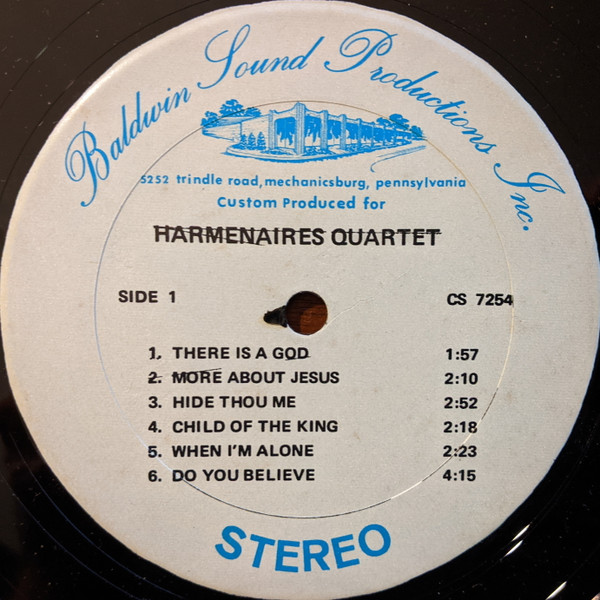 Baldwin Sound Productions Inc.
5252 trindle road, mechanicsburg, pennsylvania
Custom Produced for
HARMENAIRES QUARTET
SIDE 1 CS 7254
1. THERE IS A GOD 1:57
2. MORE ABOUT JESUS 2:10
3. HIDE THOU ME 2:52
4. CHILD OF THE KING 2:18
5. WHEN I'M ALONE 2:23
6. DO YOU BELIEVE 4:15
STEREO